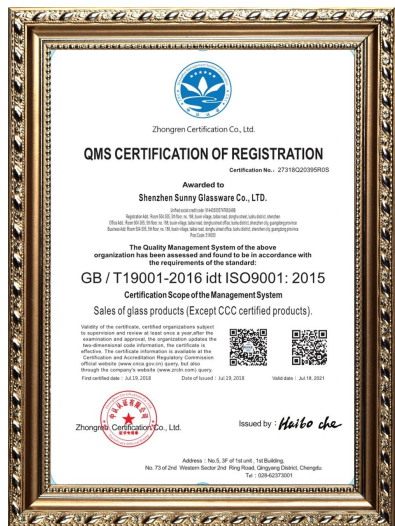 Zhongren Certification Co., Ltd.
QMS CERTIFICATION OF REGISTRATION
Certification No.: 27318Q20395R0S
Awarded to
Shenzhen Sunny Glassware Co., LTD.
The Quality Management System of the above
organization has been assessed and found to be in accordance with
the requirements of the standard:
GB / T19001-2016 idt ISO9001: 2015
Certification Scope of the Management System
Sales of glass products (Except CCC certified products).
Validity of the certificate, certified organizations subject
to supervision and review at least once a year,after the
examination and approval, the organization updates the
two-dimensional code information, the certificate is
effective. The certificate information is available at the
Certification and Accreditation Regulatory Commission
official website (www.cnca.gov.cn) query, but also
through the company's website (www.zrcln.com) query.
First certified date : Jul.19, 2018 Date of Issued : Jul.19, 2018 Valid date : Jul.18, 2021
Zhongren Certification Co., Ltd.
Issued by : Haibo che
Address : No.5, 3F of 1st unit , 1st Building,
No. 73 of 2nd Western Sector 2nd Ring Road, Qingyang District, Chengdu
Tel : 028-62373001